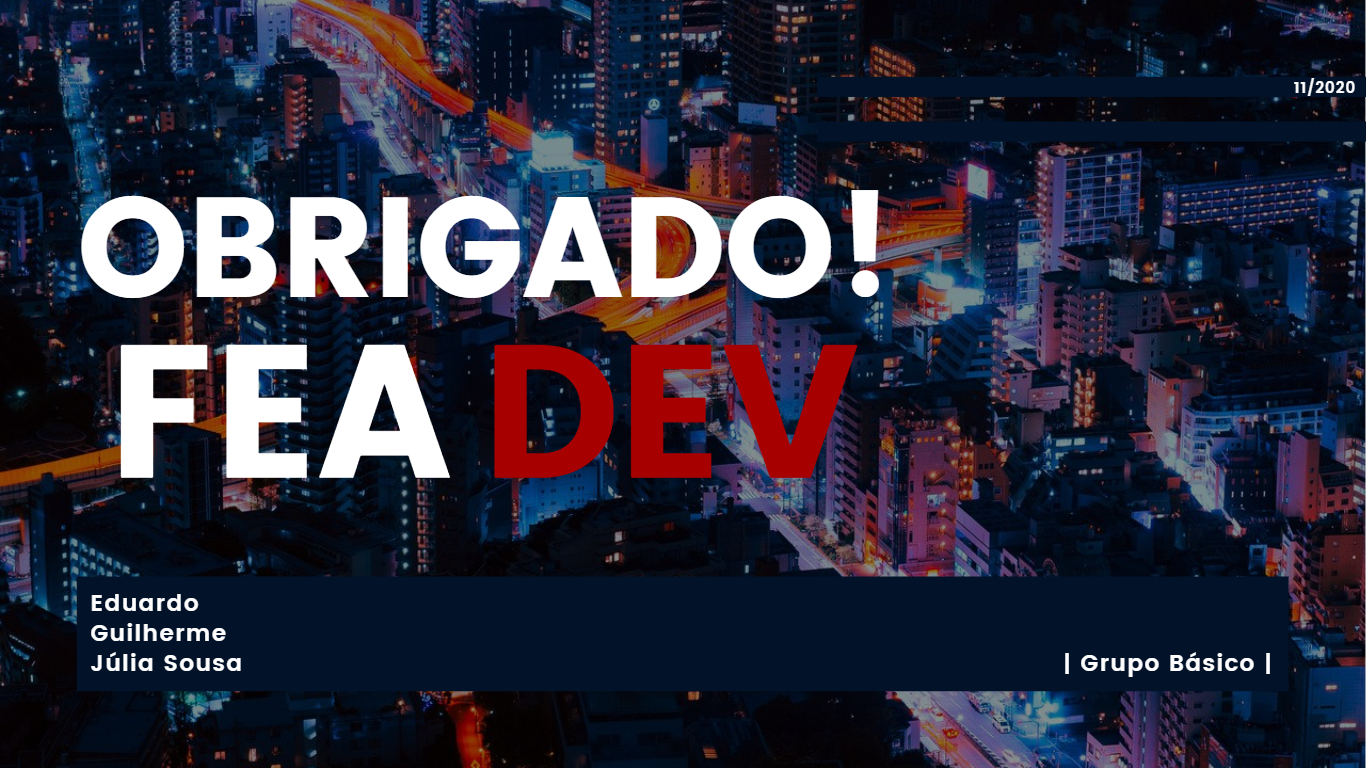 11/2020
OBRIGADO!
FEA DEV
Eduardo
Guilherme
Júlia Sousa
| Grupo Básico |